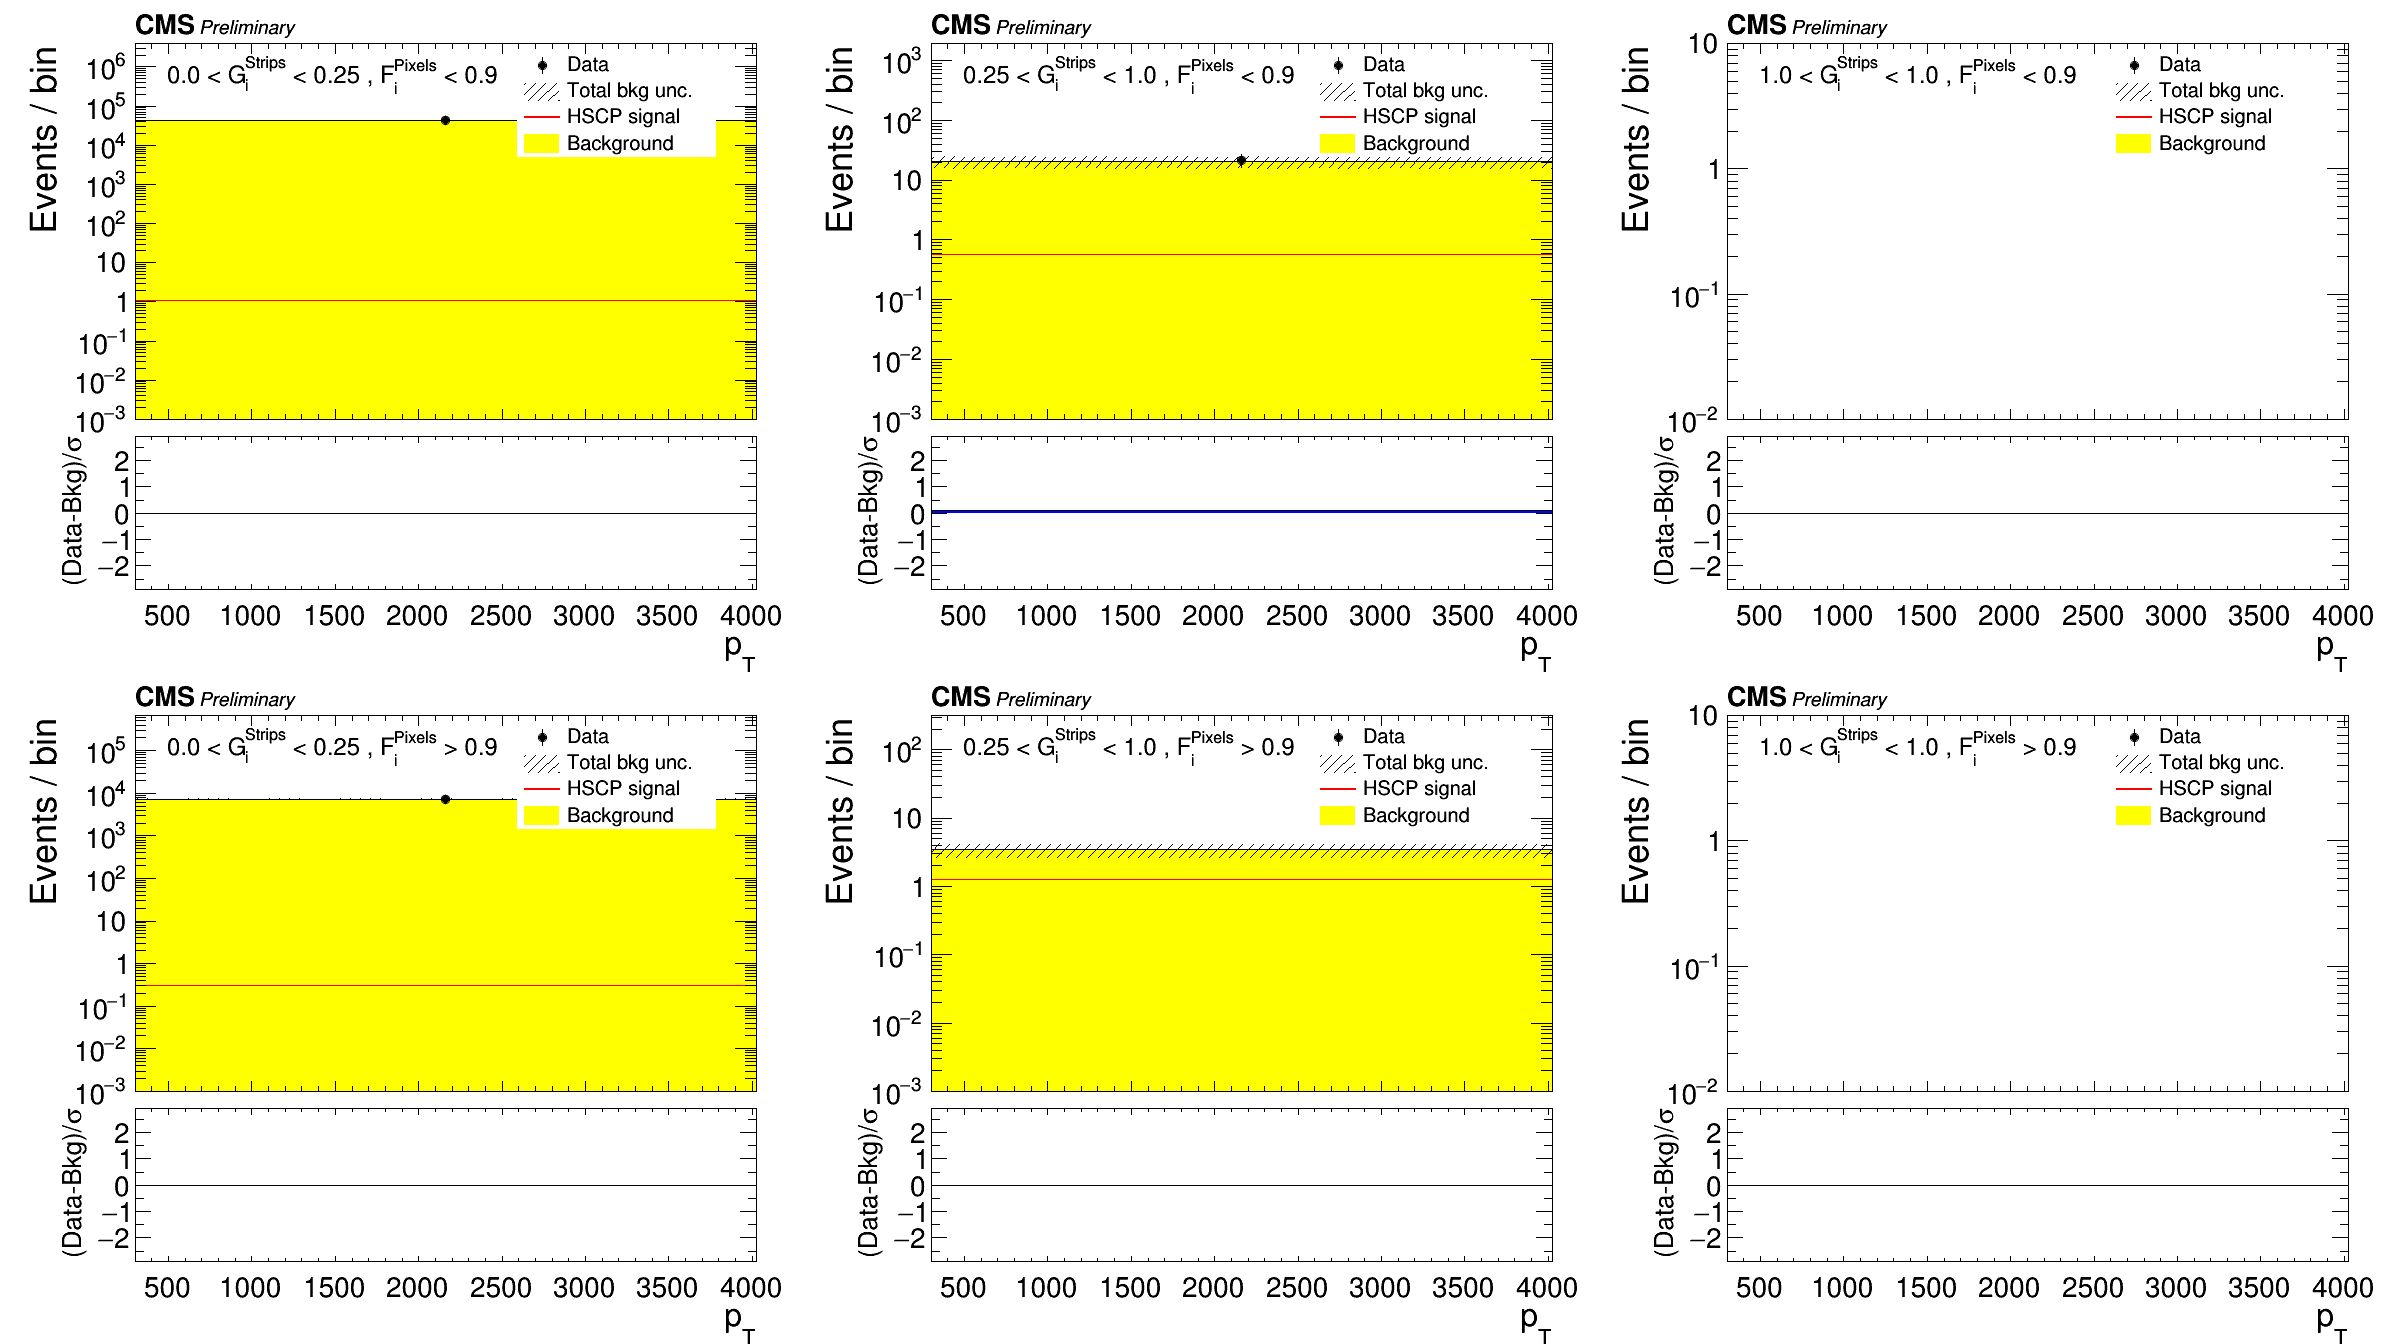 CMS Preliminary
Events / bin
0.0 < G_i^Strips < 0.25 , F_i^Pixels < 0.9
Data
Total bkg unc.
HSCP signal
Background
10^6
10^5
10^4
10^3
10^2
10
1
10^−1
10^−2
10^−3
(Data-Bkg)/σ
2
1
0
−1
−2
500 1000 1500 2000 2500 3000 3500 4000
p_T
CMS Preliminary
Events / bin
0.25 < G_i^Strips < 1.0 , F_i^Pixels < 0.9
Data
Total bkg unc.
HSCP signal
Background
10^3
10^2
10
1
10^−1
10^−2
10^−3
(Data-Bkg)/σ
2
1
0
−1
−2
500 1000 1500 2000 2500 3000 3500 4000
p_T
CMS Preliminary
Events / bin
1.0 < G_i^Strips < 1.0 , F_i^Pixels < 0.9
Data
Total bkg unc.
HSCP signal
Background
10
1
10^−1
10^−2
(Data-Bkg)/σ
2
1
0
−1
−2
500 1000 1500 2000 2500 3000 3500 4000
p_T
CMS Preliminary
Events / bin
0.0 < G_i^Strips < 0.25 , F_i^Pixels > 0.9
Data
Total bkg unc.
HSCP signal
Background
10^5
10^4
10^3
10^2
10
1
10^−1
10^−2
10^−3
(Data-Bkg)/σ
2
1
0
−1
−2
500 1000 1500 2000 2500 3000 3500 4000
p_T
CMS Preliminary
Events / bin
0.25 < G_i^Strips < 1.0 , F_i^Pixels > 0.9
Data
Total bkg unc.
HSCP signal
Background
10^2
10
1
10^−1
10^−2
10^−3
(Data-Bkg)/σ
2
1
0
−1
−2
500 1000 1500 2000 2500 3000 3500 4000
p_T
CMS Preliminary
Events / bin
1.0 < G_i^Strips < 1.0 , F_i^Pixels > 0.9
Data
Total bkg unc.
HSCP signal
Background
10
1
10^−1
10^−2
(Data-Bkg)/σ
2
1
0
−1
−2
500 1000 1500 2000 2500 3000 3500 4000
p_T